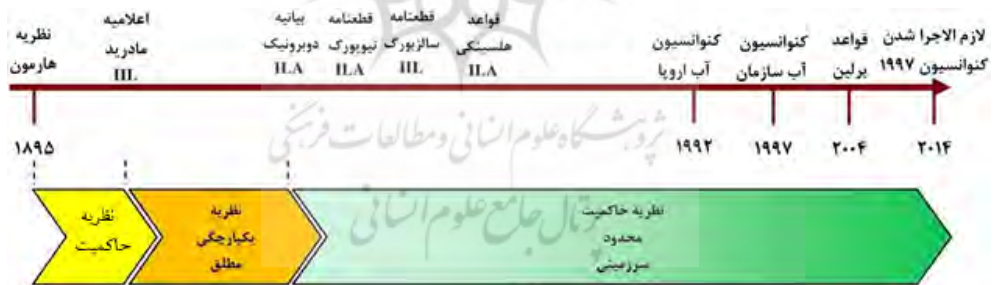 نظریه
هارمون
اعلامیه
مادرید
IIL
بیانیه
دوبرونیک
ILA
قطعنامه
نیویورک
ILA
قطعنامه
سالزبورگ
IIL
قواعد
هلسینکی
ILA
کنوانسیون
آب اروپا
کنوانسیون
آب سازمان
قواعد
برلین
لازم الاجرا شدن
کنوانسیون ۱۹۹۷
۱۸۹۵
۱۹۹۲
۱۹۹۷
۲۰۰۴
۲۰۱۴
پژوهشگاه علوم انسانی و مطالعات فرهنگی
پرتال جامع علوم انسانی
نظریه
حاکمیت
نظریه
یکپارچگی
مطلق
نظریه حاکمیت
محدود
سرزمینی